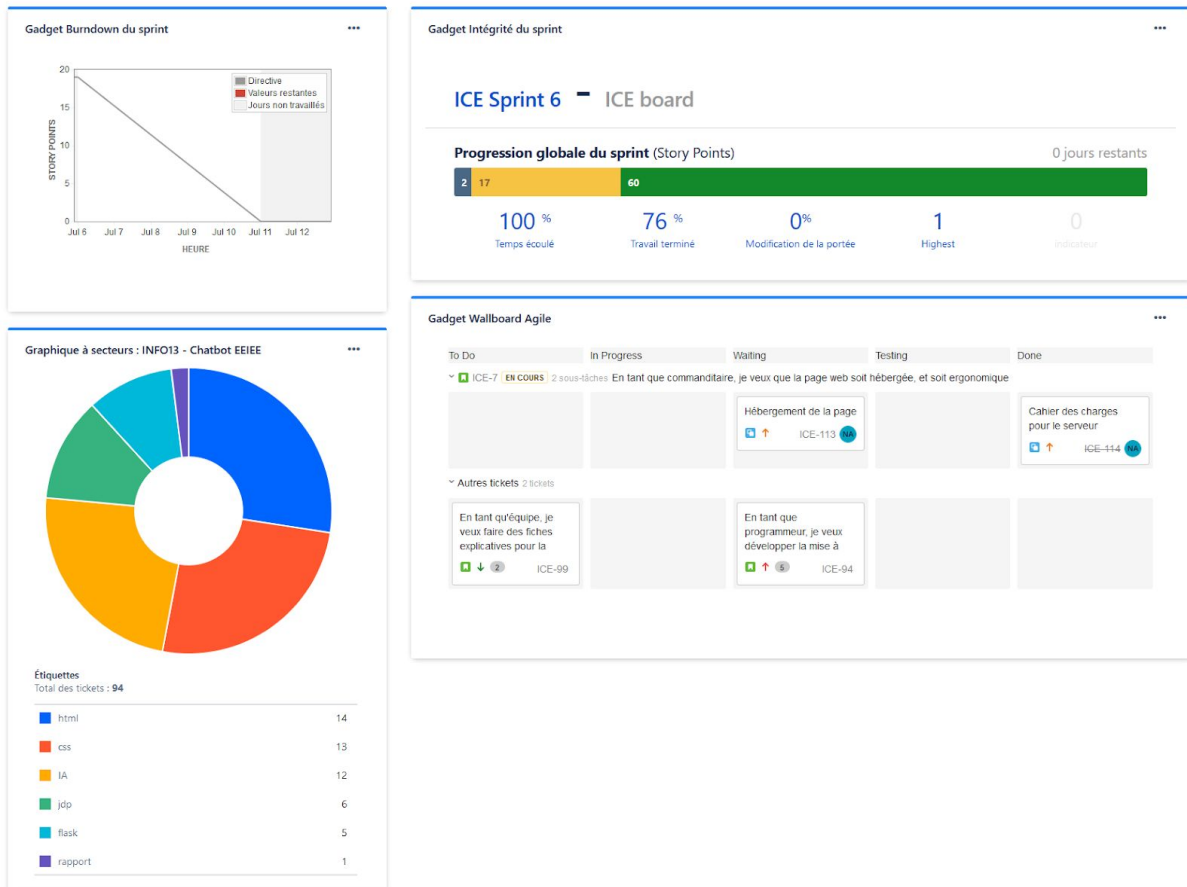 Gadget Burndown du sprint
20
15
10
5
0
STORY POINTS
Directive
Valeurs restantes
Jours non travaillés
Jul 6 Jul 7 Jul 8 Jul 9 Jul 10 Jul 11 Jul 12
HEURE
Gadget Intégrité du sprint
ICE Sprint 6 - ICE board
Progression globale du sprint (Story Points) 0 jours restants
2 17 60
100 % 76 % 0% 1 0
Temps écoulé Travail terminé Modification de la portée Highest Indicateur
Graphique à secteurs : INFO13 - Chatbot EEIEE
Étiquettes
Total des tickets : 94
html 14
css 13
IA 12
jdp 6
flask 5
rapport 1
Gadget Wallboard Agile
To Do In Progress Waiting Testing Done
ICE-7 EN COURS 2 sous-tâches En tant que commanditaire, je veux que la page web soit hébergée, et soit ergonomique
Hébergement de la page
ICE-113 NA
Cahier des charges
pour le serveur
ICE-114 NA
Autres tickets 2 tickets
En tant qu'équipe, je
veux faire des fiches
explicatives pour la
2 ICE-99
En tant que
programmeur, je veux
développer la mise à
5 ICE-94